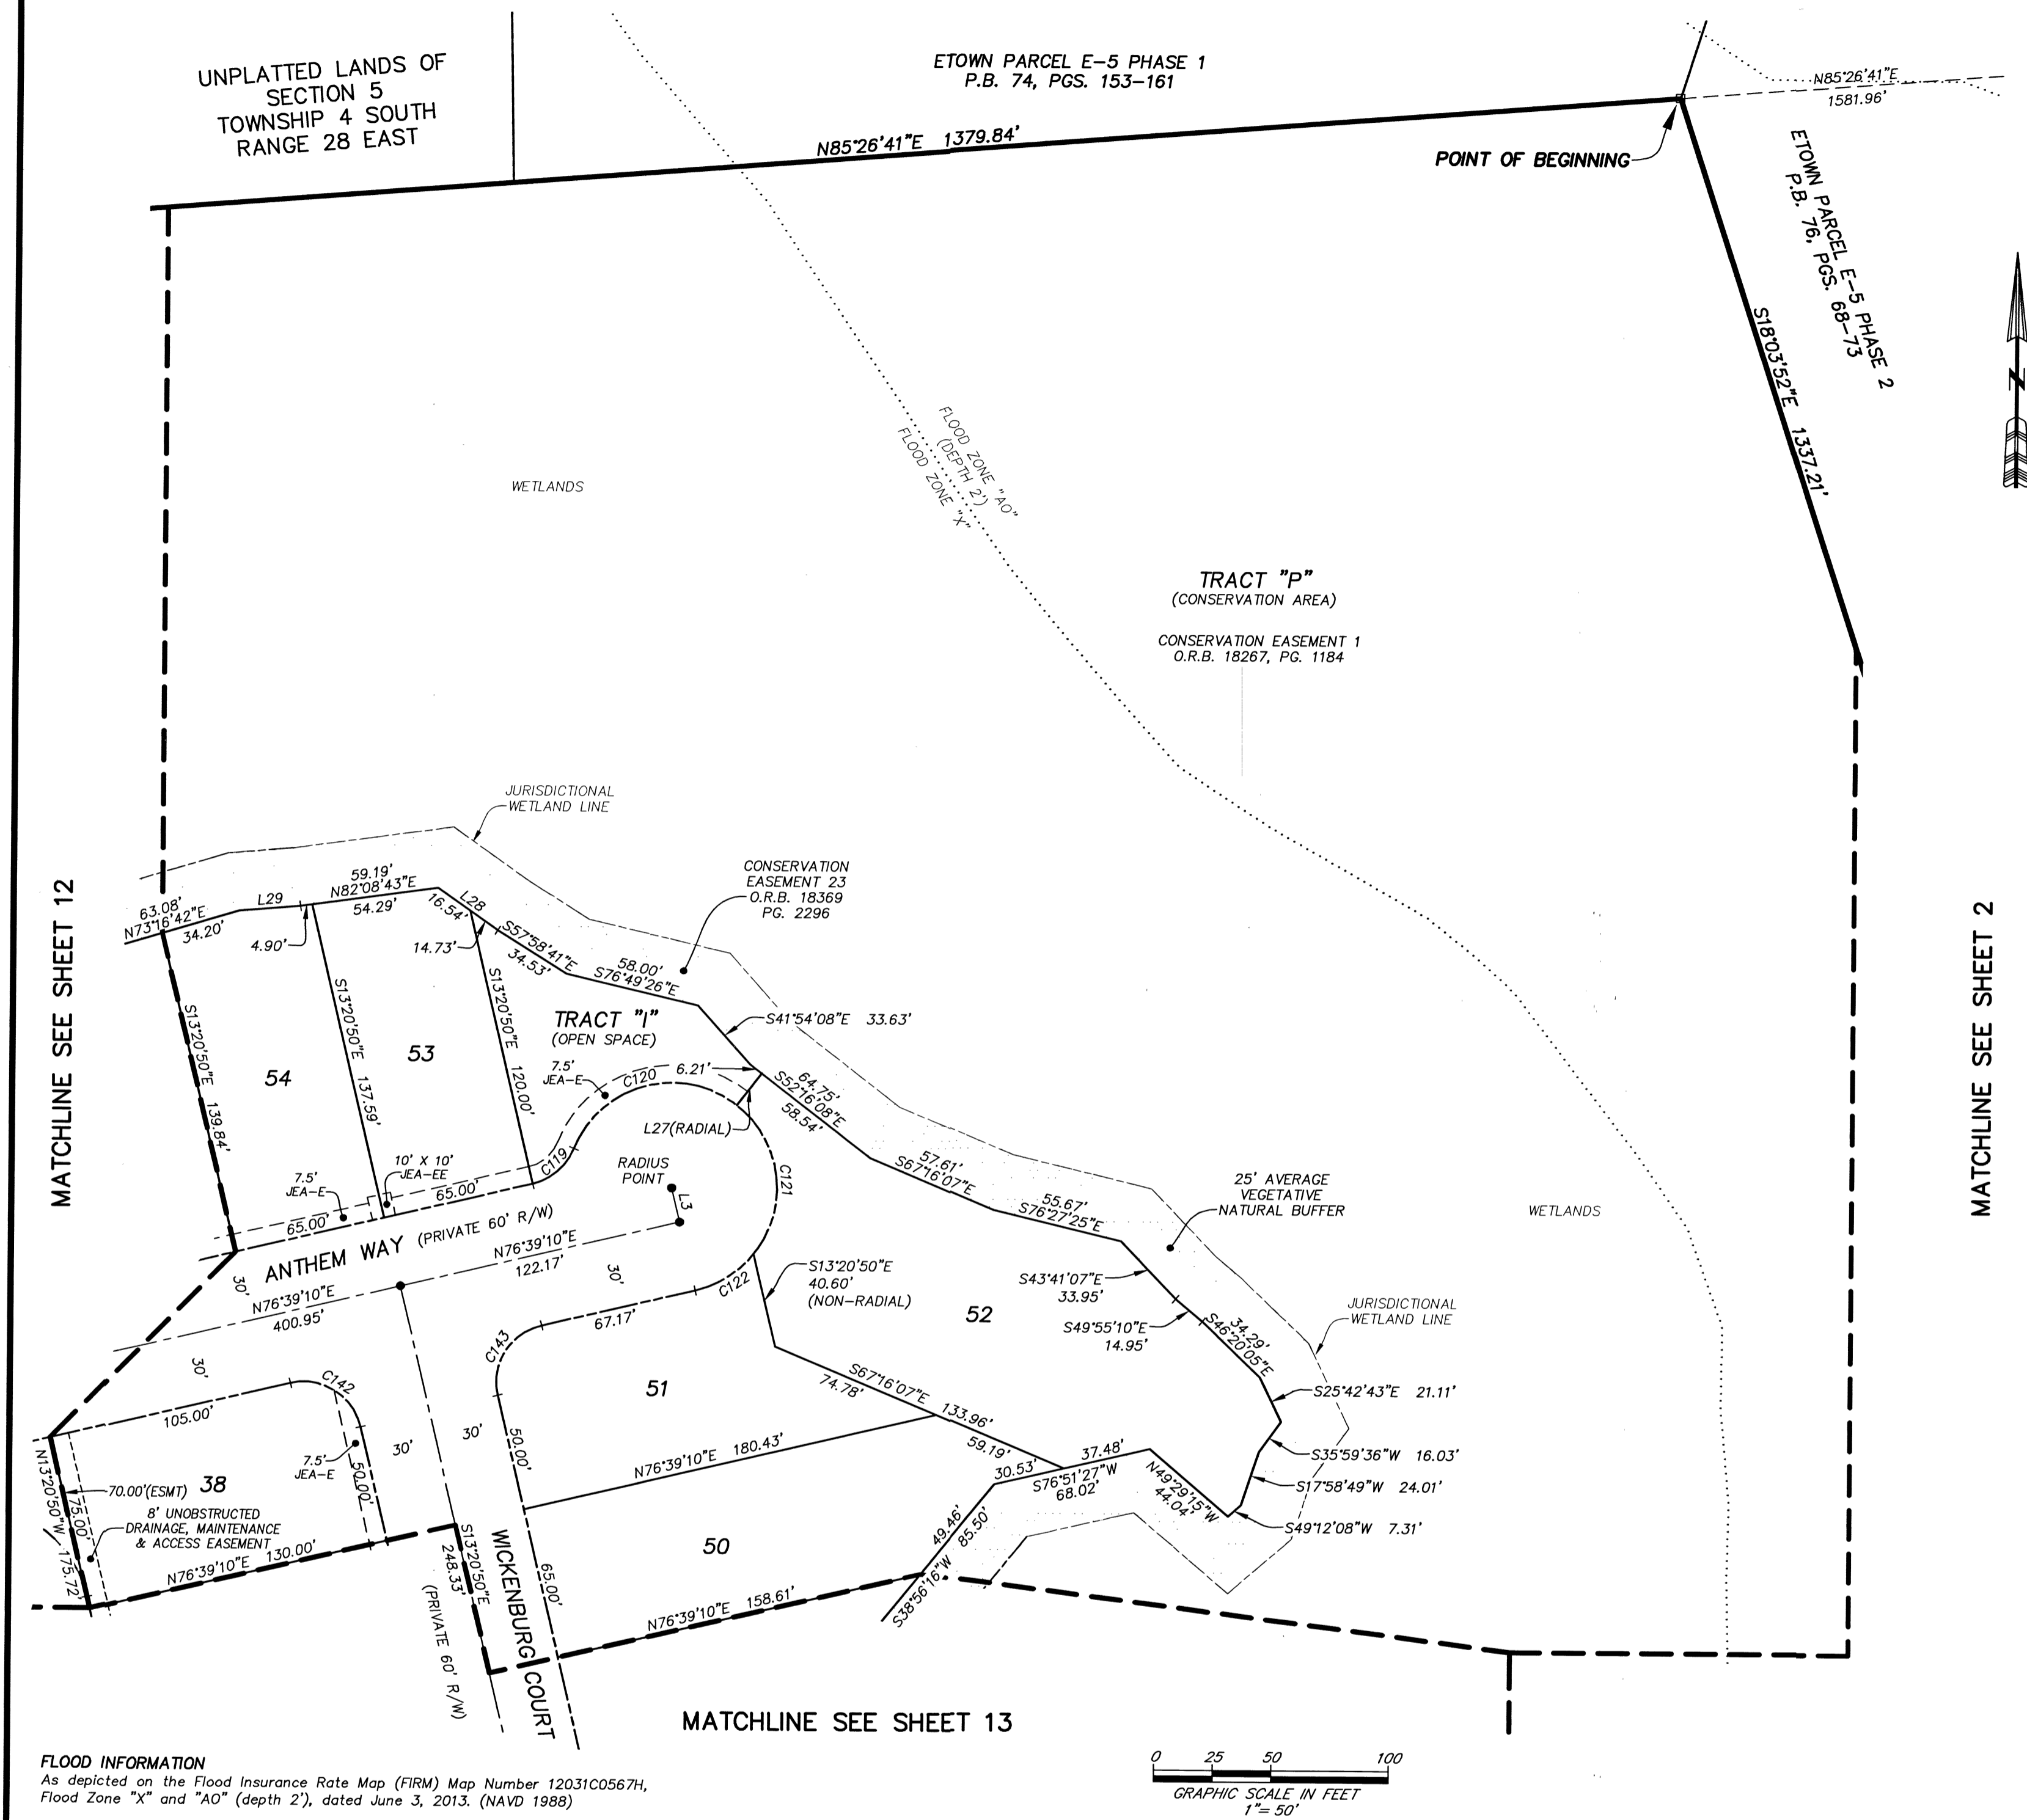 UNPLATTED LANDS OF
SECTION 5
TOWNSHIP 4 SOUTH
RANGE 28 EAST
ETOWN PARCEL E-5 PHASE 1
P.B. 74, PGS. 153-161
N85°26'41"E
1581.96'
N85°26'41"E 1379.84'
POINT OF BEGINNING
ETOWN PARCEL E-5 PHASE 2
P.B. 76, PGS. 68-73
S18°03'52"E 1337.21'
N
FLOOD ZONE "AO"
(DEPTH 2')
FLOOD ZONE "X"
WETLANDS
TRACT "P"
(CONSERVATION AREA)
CONSERVATION EASEMENT 1
O.R.B. 18267, PG. 1184
JURISDICTIONAL
WETLAND LINE
CONSERVATION
EASEMENT 23
O.R.B. 18369
PG. 2296
MATCHLINE SEE SHEET 12
MATCHLINE SEE SHEET 2
63.08'
N73°16'42"E
34.20'
L29
4.90'
59.19'
N82°08'43"E
54.29'
L28
16.54'
14.73'
S57°58'41"E
34.53'
58.00'
S76°49'26"E
S41°54'08"E 33.63'
S13°20'50"E 139.84'
S13°20'50"E 137.59'
S13°20'50"E 120.00'
54
53
TRACT "I"
(OPEN SPACE)
7.5'
JEA-E
C120
6.21'
L27(RADIAL)
64.75'
S52°16'08"E
58.54'
C119
C121
RADIUS
POINT
L3
57.61'
S67°16'07"E
55.67'
S76°27'25"E
25' AVERAGE
VEGETATIVE
NATURAL BUFFER
WETLANDS
10' X 10'
JEA-EE
7.5'
JEA-E
65.00'
65.00'
ANTHEM WAY (PRIVATE 60' R/W)
N76°39'10"E
122.17'
30'
30'
N76°39'10"E
400.95'
C122
S13°20'50"E
40.60'
(NON-RADIAL)
52
S43°41'07"E
33.95'
S49°55'10"E
14.95'
34.29'
S46°20'05"E
JURISDICTIONAL
WETLAND LINE
S25°42'43"E 21.11'
S35°59'36"W 16.03'
S17°58'49"W 24.01'
S49°12'08"W 7.31'
67.17'
C143
51
S67°16'07"E 133.96'
74.78'
59.19'
30'
C142
105.00'
7.5'
JEA-E
50.00'
30'
30'
50.00'
N76°39'10"E 180.43'
37.48'
30.53'
S76°51'27"W
68.02'
N49°29'15"W
44.04'
N13°20'50"W 175.72'
75.00'
70.00'(ESMT)
38
8' UNOBSTRUCTED
DRAINAGE, MAINTENANCE
& ACCESS EASEMENT
N76°39'10"E 130.00'
S13°20'50"E
248.33'
(PRIVATE 60' R/W)
WICKENBURG COURT
65.00'
50
49.46'
S38°56'16"W 85.50'
N76°39'10"E 158.61'
MATCHLINE SEE SHEET 13
FLOOD INFORMATION
As depicted on the Flood Insurance Rate Map (FIRM) Map Number 12031C0567H,
Flood Zone "X" and "AO" (depth 2'), dated June 3, 2013. (NAVD 1988)
0 25 50 100
GRAPHIC SCALE IN FEET
1"= 50'